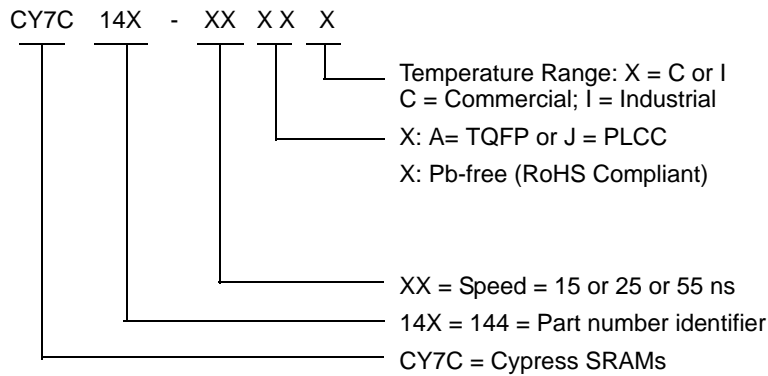 CY7C 14X - XX X X X
Temperature Range: X = C or I
C = Commercial; I = Industrial
X: A= TQFP or J = PLCC
X: Pb-free (RoHS Compliant)
XX = Speed = 15 or 25 or 55 ns
14X = 144 = Part number identifier
CY7C = Cypress SRAMs